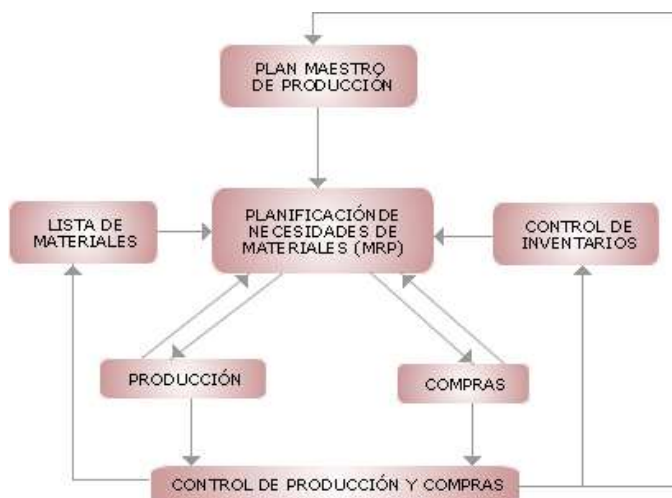 PLAN MAESTRO
DE PRODUCCIÓN
LISTA DE
MATERIALES
PLANIFICACIÓN DE
NECESIDADES DE
MATERIALES (MRP)
CONTROL DE
INVENTARIOS
PRODUCCIÓN
COMPRAS
CONTROL DE PRODUCCIÓN Y COMPRAS